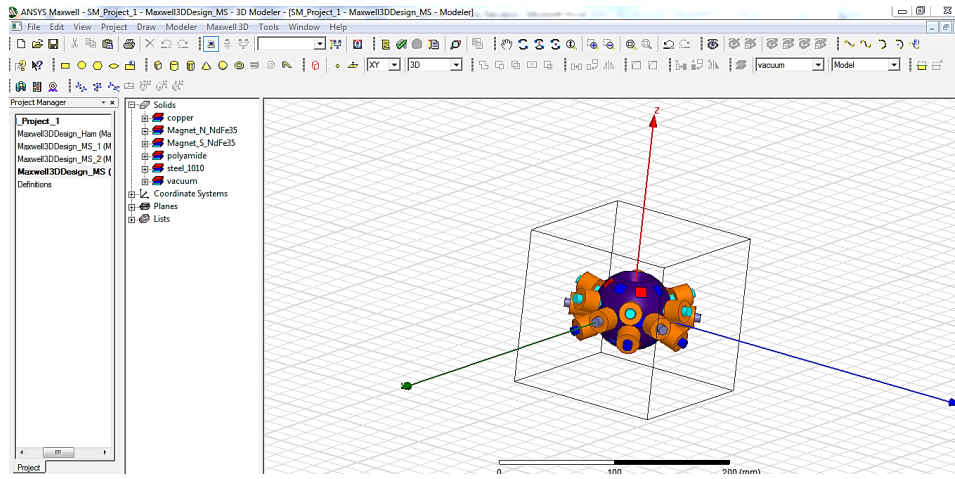 ANSYS Maxwell - SM_Project_1 - Maxwell3DDesign_MS - 3D Modeler - [SM_Project_1 - Maxwell3DDesign_MS - Modeler]
File Edit View Project Draw Modeler Maxwell 3D Tools Window Help
XY 3D vacuum Model
Project Manager
_Project_1
Maxwell3DDesign_Ham (Ma
Maxwell3DDesign_MS_1 (M
Maxwell3DDesign_MS_2 (M
Maxwell3DDesign_MS (
Definitions
Project
Solids
copper
Magnet_N_NdFe35
Magnet_S_NdFe35
polyamide
steel_1010
vacuum
Coordinate Systems
Planes
Lists
Z
0 100 200 (mm)